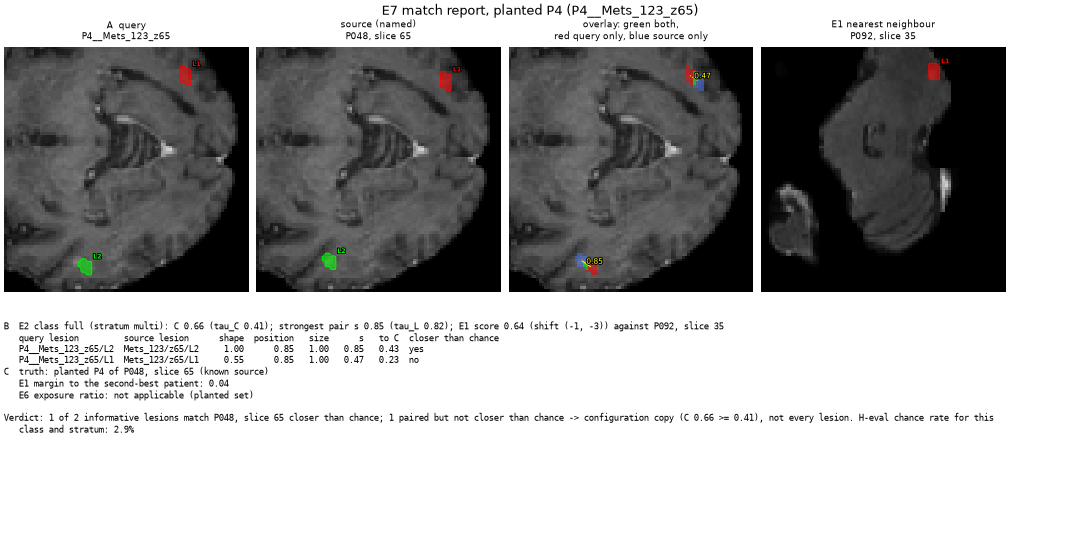 E7 match report, planted P4 (P4__Mets_123_z65)
A query
P4__Mets_123_z65
source (named)
P048, slice 65
overlay: green both,
red query only, blue source only
E1 nearest neighbour
P092, slice 35
L1
L1
0.47
L1
L2
L2
0.85
B E2 class full (stratum multi): C 0.66 (tau_C 0.41); strongest pair s 0.85 (tau_L 0.82); E1 score 0.64 (shift (-1, -3)) against P092, slice 35
query lesion source lesion shape position size s to C closer than chance
P4__Mets_123_z65/L2 Mets_123/z65/L2 1.00 0.85 1.00 0.85 0.43 yes
P4__Mets_123_z65/L1 Mets_123/z65/L1 0.55 0.85 1.00 0.47 0.23 no
C truth: planted P4 of P048, slice 65 (known source)
E1 margin to the second-best patient: 0.04
E6 exposure ratio: not applicable (planted set)
Verdict: 1 of 2 informative lesions match P048, slice 65 closer than chance; 1 paired but not closer than chance -> configuration copy (C 0.66 >= 0.41), not every lesion. H-eval chance rate for this
class and stratum: 2.9%